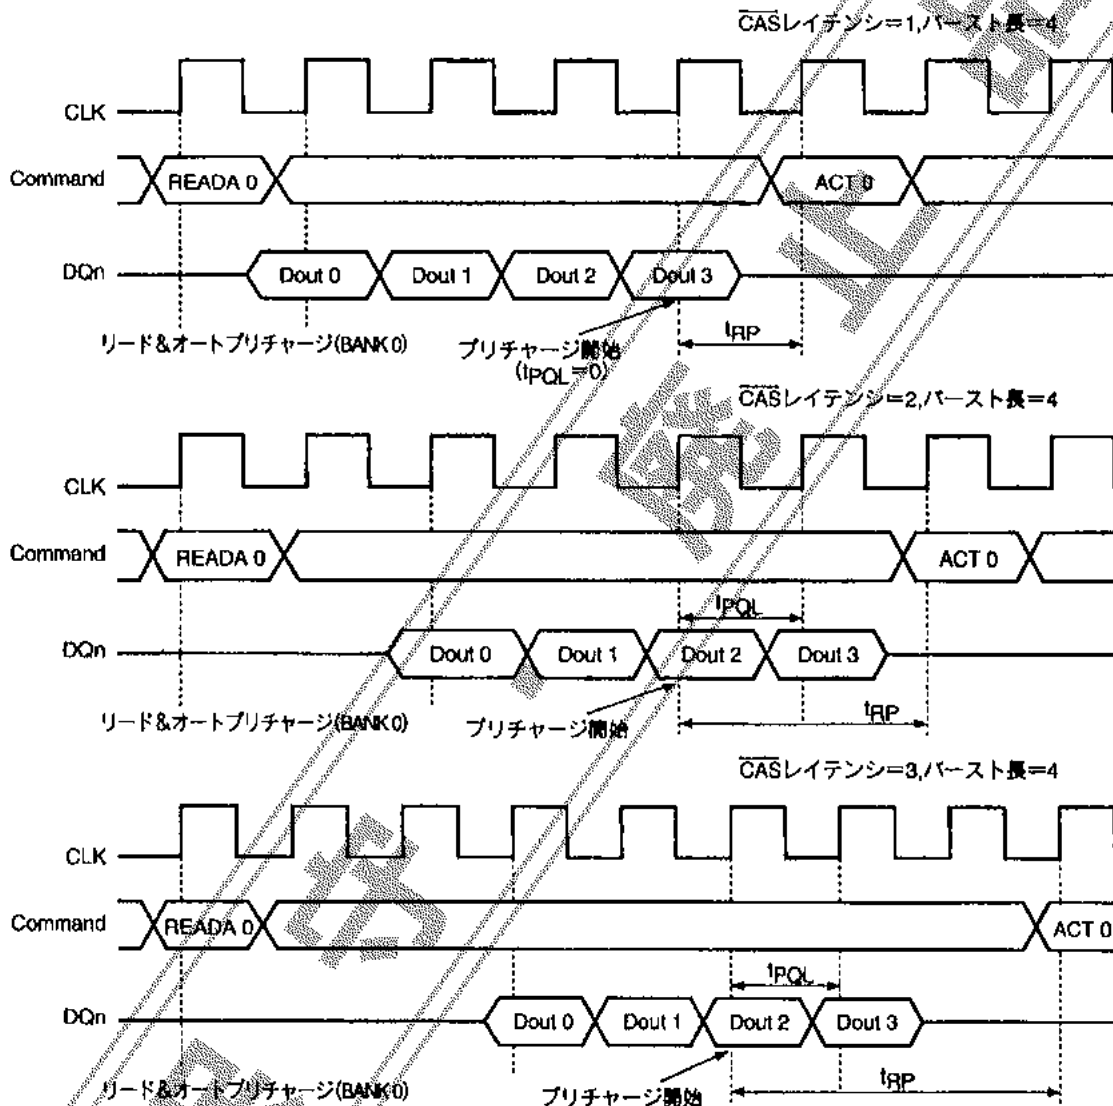 CASレイテンシ=1,バースト長=4
CLK
Command READA 0 ACT 0
DQn Dout 0 Dout 1 Dout 2 Dout 3
リード&オートプリチャージ(BANK0) プリチャージ開始 tRP
(tPQL=0)
CASレイテンシ=2,バースト長=4
CLK
Command READA 0 ACT 0
tPQL
DQn Dout 0 Dout 1 Dout 2 Dout 3
リード&オートプリチャージ(BANK0) プリチャージ開始 tRP
CASレイテンシ=3,バースト長=4
CLK
Command READA 0 ACT 0
tPQL
DQn Dout 0 Dout 1 Dout 2 Dout 3
リード&オートプリチャージ(BANK0) プリチャージ開始 tRP